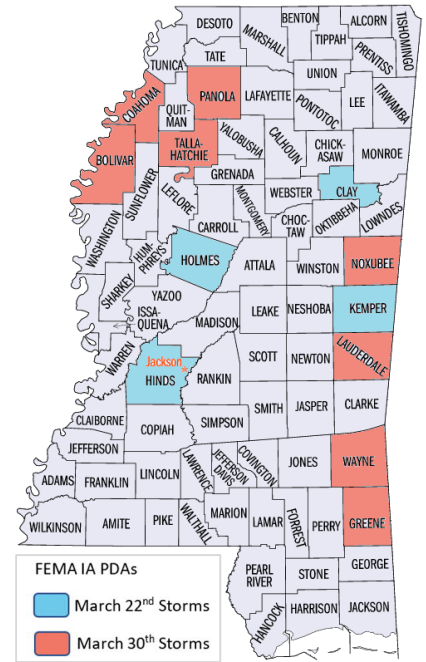 DESOTO
BENTON
ALCORN
TISHOMINGO
MARSHALL
TIPPAH
PRENTISS
TATE
TUNICA
UNION
ITAWAMBA
PANOLA
LAFAYETTE
COAHOMA
QUIT-
MAN
PONTOTOC
LEE
TALLA-
HATCHIE
YALOBUSHA
CALHOUN
CHICK-
ASAW
MONROE
BOLIVAR
GRENADA
SUNFLOWER
LEFLORE
WEBSTER
CLAY
MONTGOMERY
CHOC-
TAW
OKTIBBEHA
LOWNDES
WASHINGTON
CARROLL
HUM-
PHREYS
HOLMES
ATTALA
WINSTON
NOXUBEE
SHARKEY
YAZOO
ISSA-
QUENA
MADISON
LEAKE
NESHOBA
KEMPER
WARREN
Jackson*
HINDS
RANKIN
SCOTT
NEWTON
LAUDERDALE
SMITH
JASPER
CLARKE
CLAIBORNE
COPIAH
SIMPSON
JEFFERSON
LAWRENCE
JEFFERSON
DAVIS
COVINGTON
JONES
WAYNE
ADAMS
FRANKLIN
LINCOLN
WILKINSON
AMITE
PIKE
WALTHALL
MARION
LAMAR
FORREST
PERRY
GREENE
PEARL
RIVER
STONE
GEORGE
HANCOCK
HARRISON
JACKSON
FEMA IA PDAs
March 22nd Storms
March 30th Storms